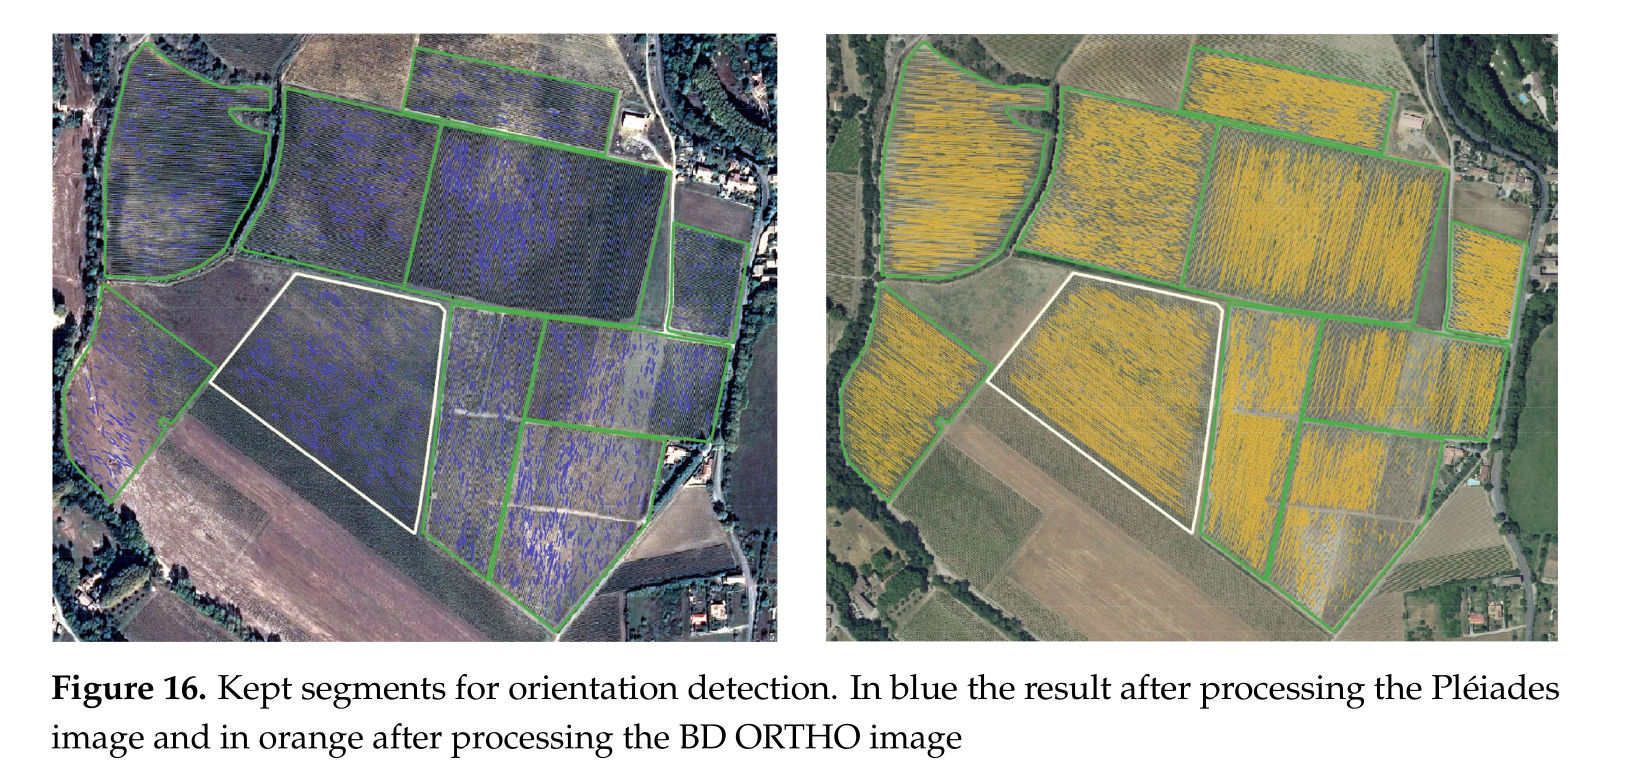 Figure 16. Kept segments for orientation detection. In blue the result after processing the Pléiades
image and in orange after processing the BD ORTHO image